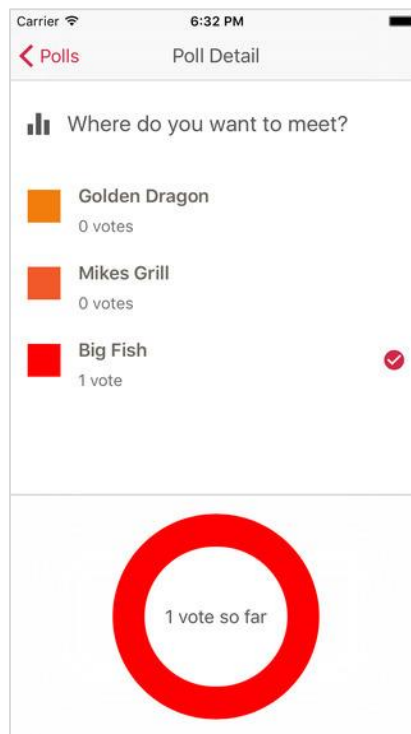 Carrier 6:32 PM
Polls Poll Detail
Where do you want to meet?
Golden Dragon
0 votes
Mikes Grill
0 votes
Big Fish
1 vote
1 vote so far